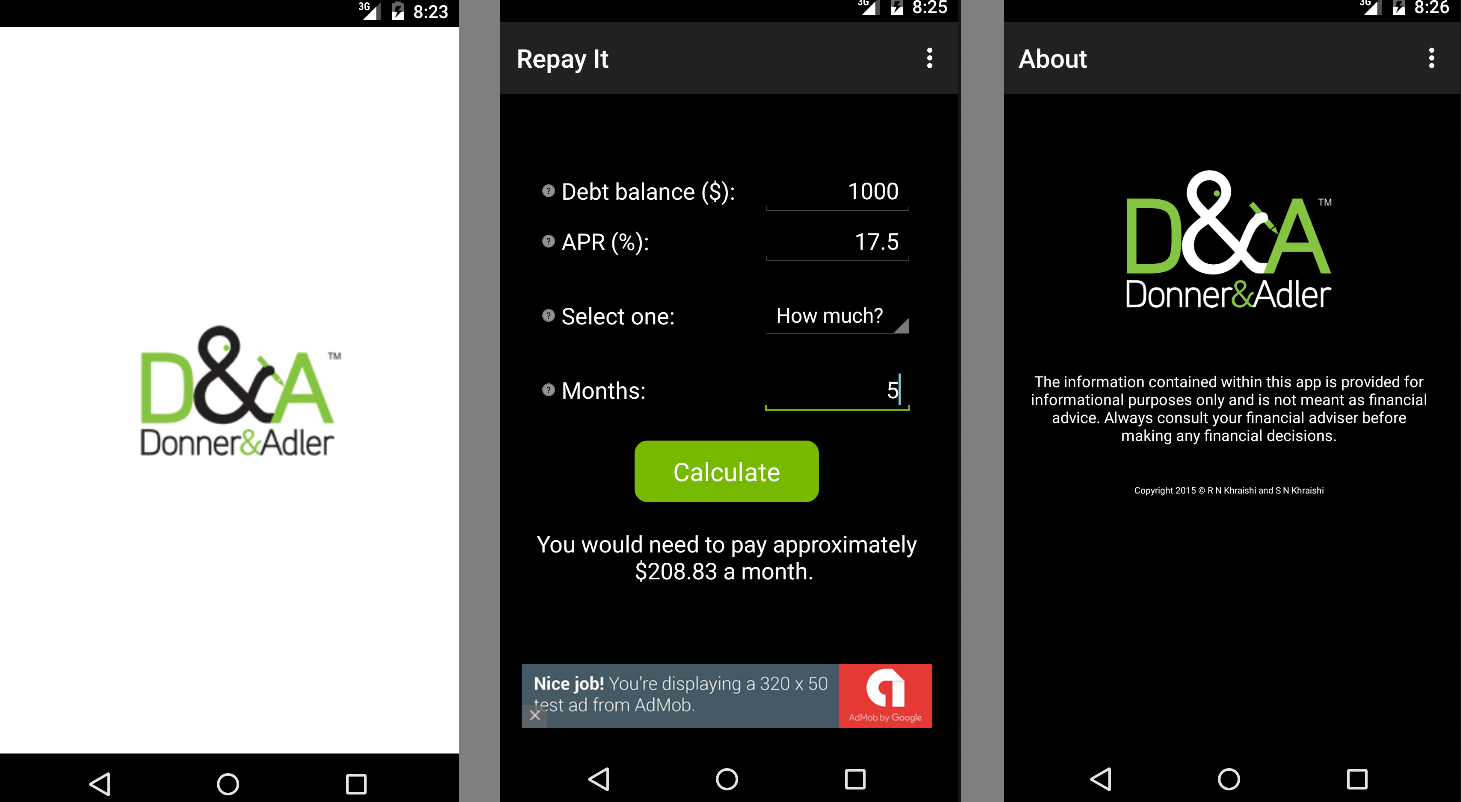 3G 8:23
D&A™
Donner&Adler
3G 8:25
Repay It
? Debt balance ($): 1000
? APR (%): 17.5
? Select one: How much?
? Months: 5
Calculate
You would need to pay approximately
$208.83 a month.
Nice job! You're displaying a 320 x 50
test ad from AdMob.
AdMob by Google
3G 8:26
About
D&A™
Donner&Adler
The information contained within this app is provided for
informational purposes only and is not meant as financial
advice. Always consult your financial adviser before
making any financial decisions.
Copyright 2015 © R N Khraishi and S N Khraishi